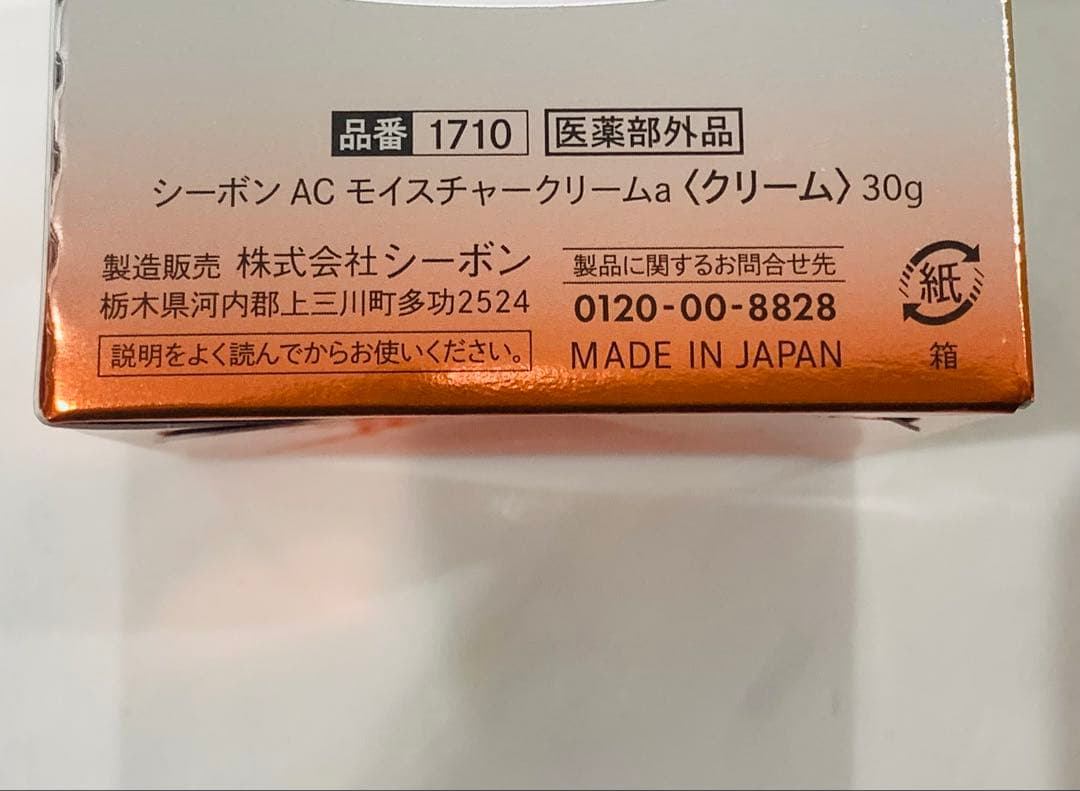 品番 1710 医薬部外品
シーボン AC モイスチャークリームa〈クリーム〉30g
製造販売 株式会社シーボン
栃木県河内郡上三川町多功2524
説明をよく読んでからお使いください。
製品に関するお問合せ先
0120-00-8828
MADE IN JAPAN
紙
箱